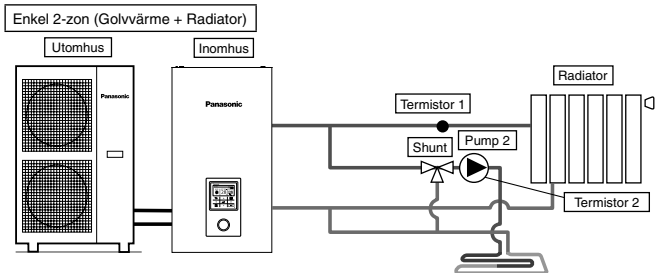 Enkel 2-zon (Golvvärme + Radiator)
Utomhus
Inomhus
Radiator
Panasonic
Panasonic
Termistor 1
Shunt
Pump 2
Termistor 2